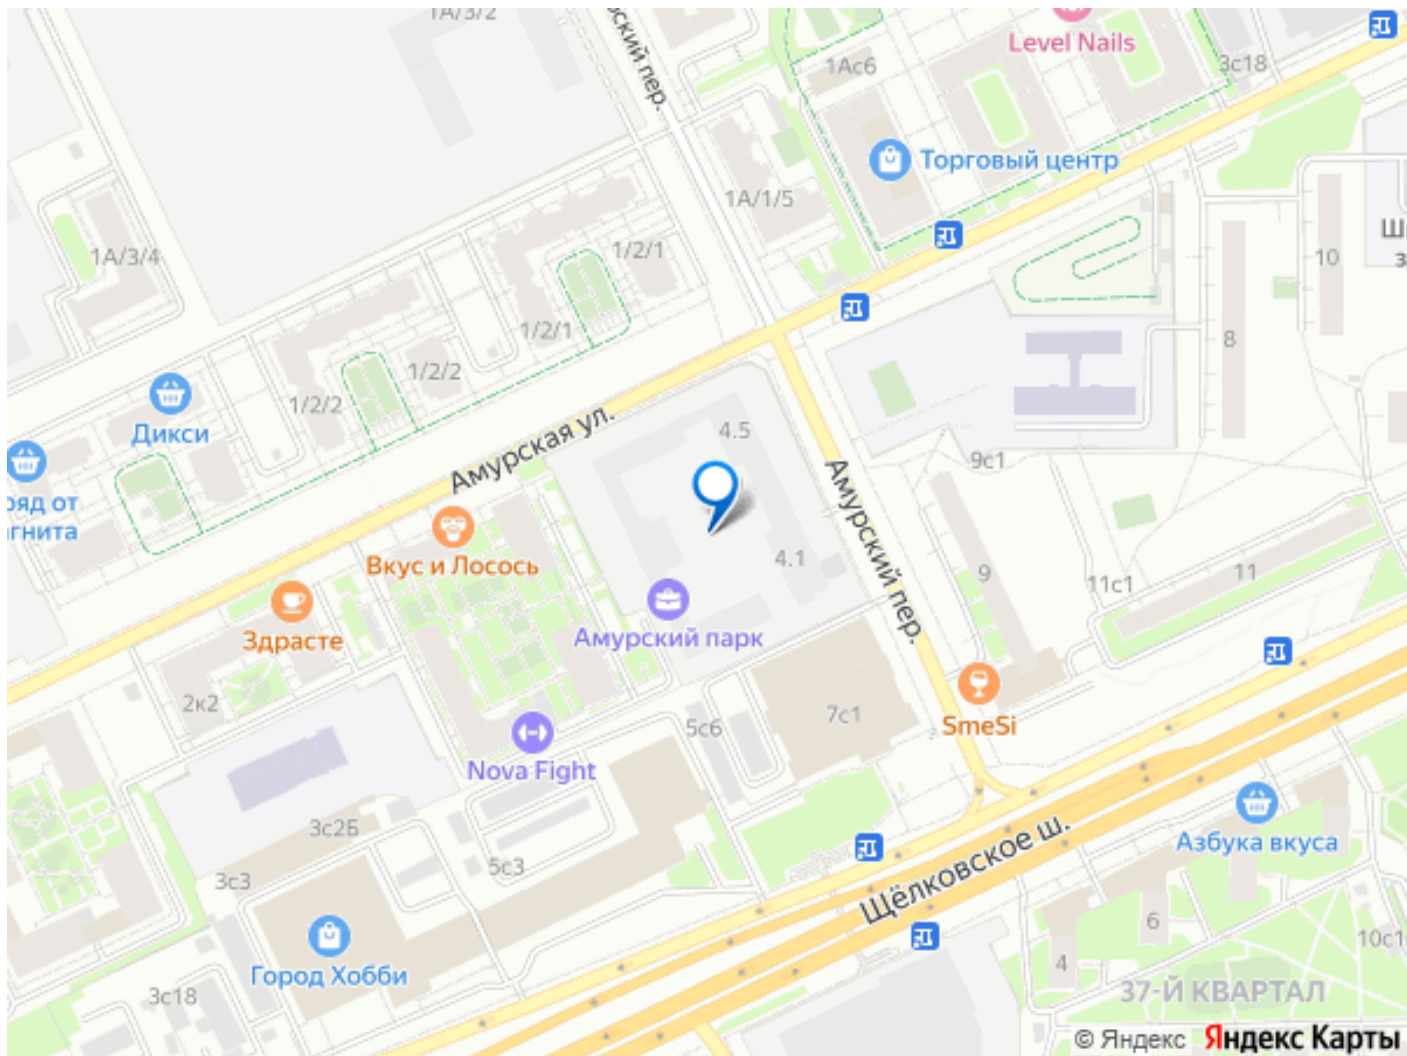 1А/3/2
ский пер.
Level Nails
1Ас6
3с18
Торговый центр
1А/1/5
1А/3/4
1/2/1
10
1/2/1
8
1/2/2
1/2/2
Дикси
4.5
Амурская ул.
9с1
ряд от
гнита
Амурский пер.
Вкус и Лосось
4.1
9
11
11с1
Здрасте
Амурский парк
2к2
7с1
5с6
SmeSi
Nova Fight
3с2Б
Азбука вкуса
5с3
3с3
Щёлковское ш.
6
10с1
Город Хобби
4
3с18
37-Й КВАРТАЛ
© Яндекс Яндекс Карты